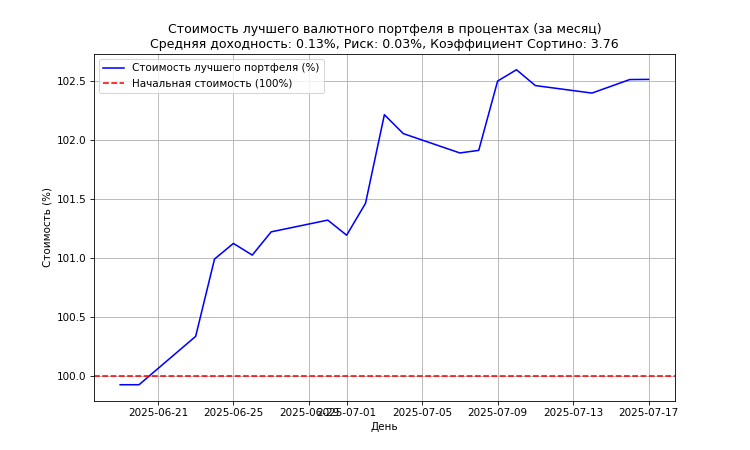 Стоимость лучшего валютного портфеля в процентах (за месяц)
Средняя доходность: 0.13%, Риск: 0.03%, Коэффициент Сортино: 3.76
Стоимость лучшего портфеля (%)
Начальная стоимость (100%)
102.5
102.0
101.5
101.0
100.5
100.0
Стоимость (%)
2025-06-21 2025-06-25 2025-06-29 2025-07-01 2025-07-05 2025-07-09 2025-07-13 2025-07-17
День